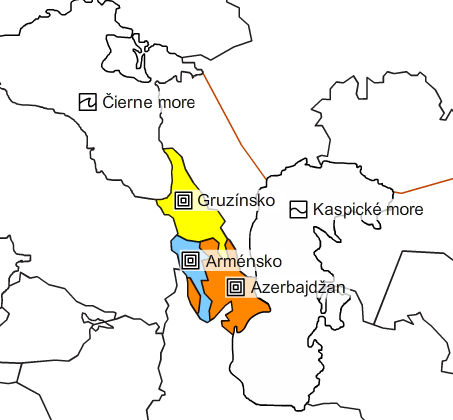 Čierne more
Gruzínsko
Kaspické more
Arménsko
Azerbajdžan